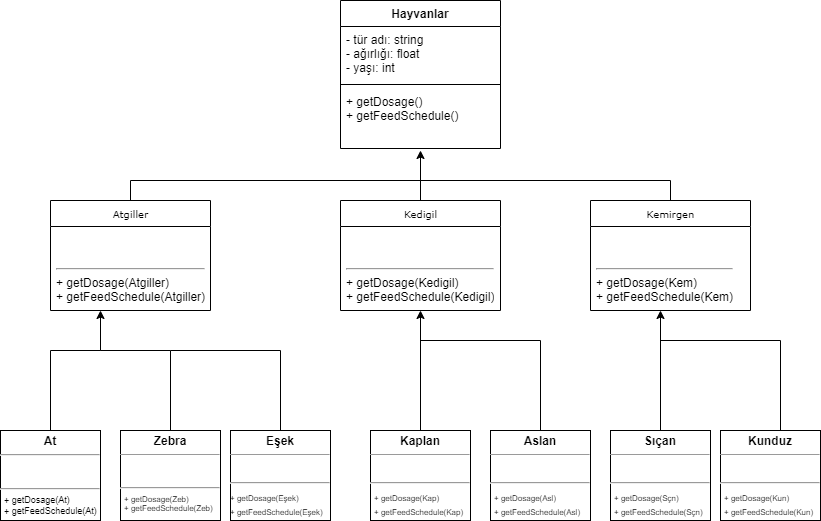 Hayvanlar
- tür adı: string
- ağırlığı: float
- yaşı: int
+ getDosage()
+ getFeedSchedule()
Atgiller
+ getDosage(Atgiller)
+ getFeedSchedule(Atgiller)
Kedigil
+ getDosage(Kedigil)
+ getFeedSchedule(Kedigil)
Kemirgen
+ getDosage(Kem)
+ getFeedSchedule(Kem)
At
+ getDosage(At)
+ getFeedSchedule(At)
Zebra
+ getDosage(Zeb)
+ getFeedSchedule(Zeb)
Eşek
+ getDosage(Eşek)
+ getFeedSchedule(Eşek)
Kaplan
+ getDosage(Kap)
+ getFeedSchedule(Kap)
Aslan
+ getDosage(Asl)
+ getFeedSchedule(Asl)
Sıçan
+ getDosage(Sçn)
+ getFeedSchedule(Sçn)
Kunduz
+ getDosage(Kun)
+ getFeedSchedule(Kun)